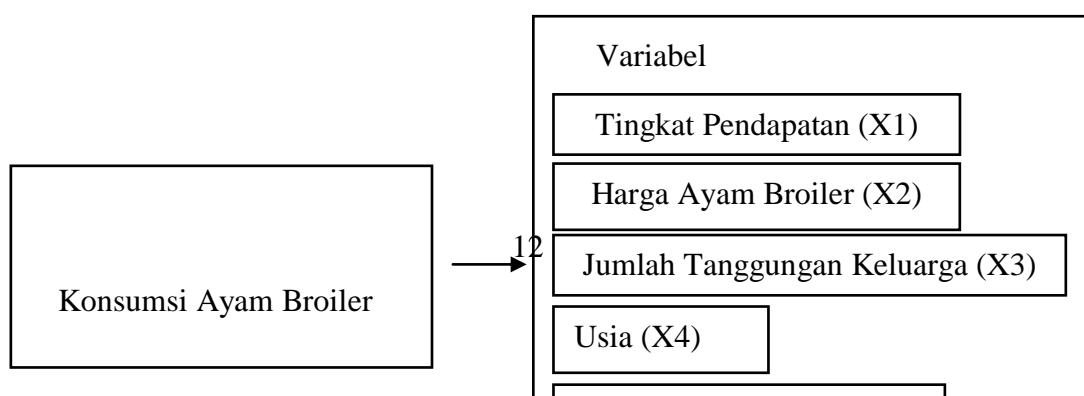 Variabel
Tingkat Pendapatan (X1)
Harga Ayam Broiler (X2)
12
Jumlah Tanggungan Keluarga (X3)
Konsumsi Ayam Broiler
Usia (X4)